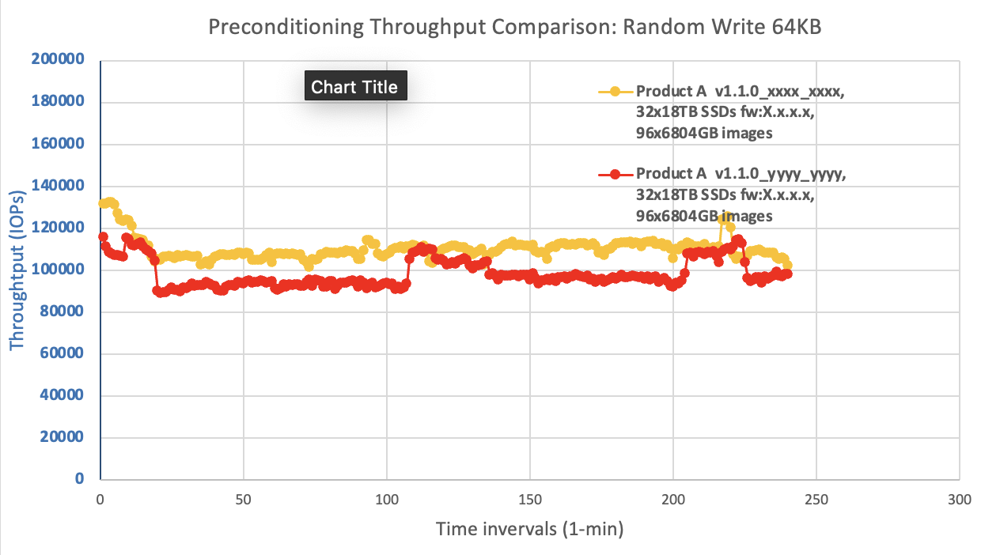 Preconditioning Throughput Comparison: Random Write 64KB
Chart Title
200000
180000
160000
140000
120000
100000
80000
60000
40000
20000
0
Throughtput (IOPs)
Product A v1.1.0_xxxx_xxxx,
32x18TB SSDs fw:X.x.x.x,
96x6804GB images
Product A v1.1.0_yyyy_yyyy,
32x18TB SSDs fw:X.x.x.x,
96x6804GB images
0 50 100 150 200 250 300
Time invervals (1-min)